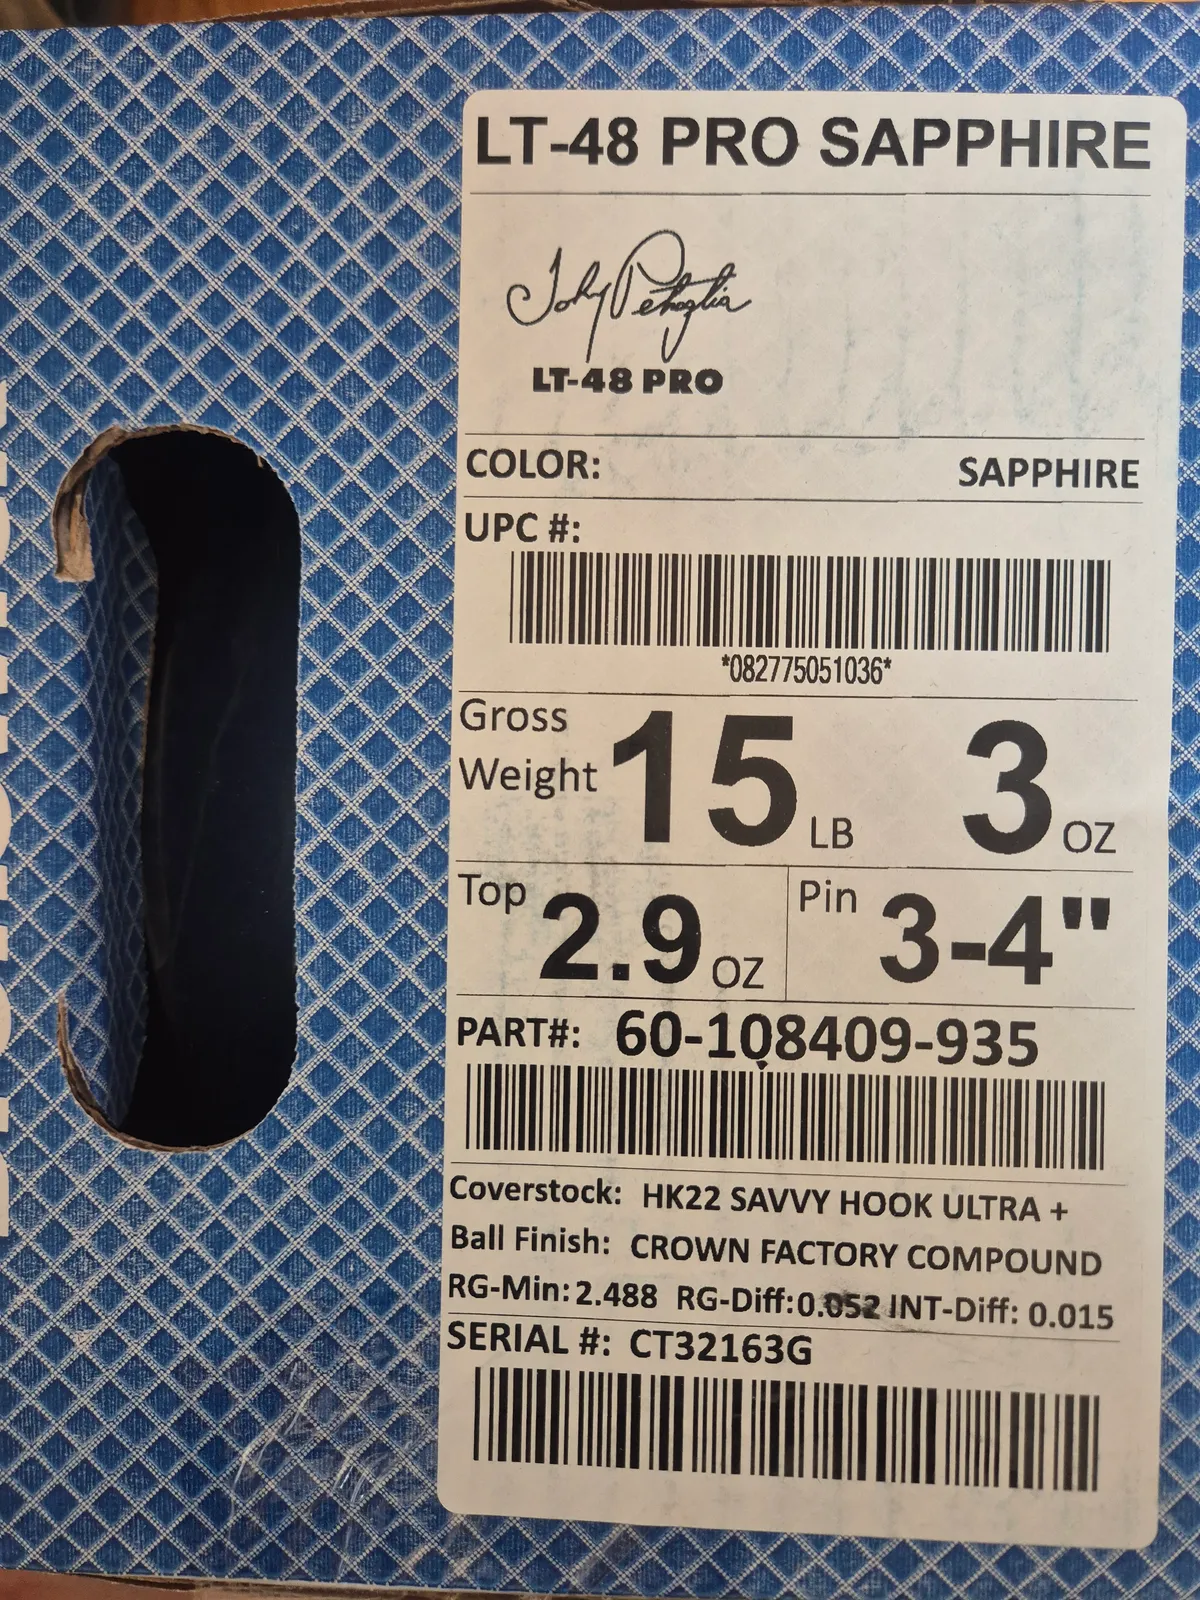 LT-48 PRO SAPPHIRE
Johnny Petraglia
LT-48 PRO
COLOR: SAPPHIRE
UPC #:
*082775051036*
Gross Weight 15 LB 3 OZ
Top 2.9 OZ Pin 3-4"
PART#: 60-108409-935
Coverstock: HK22 SAVVY HOOK ULTRA +
Ball Finish: CROWN FACTORY COMPOUND
RG-Min: 2.488 RG-Diff: 0.052 INT-Diff: 0.015
SERIAL #: CT32163G